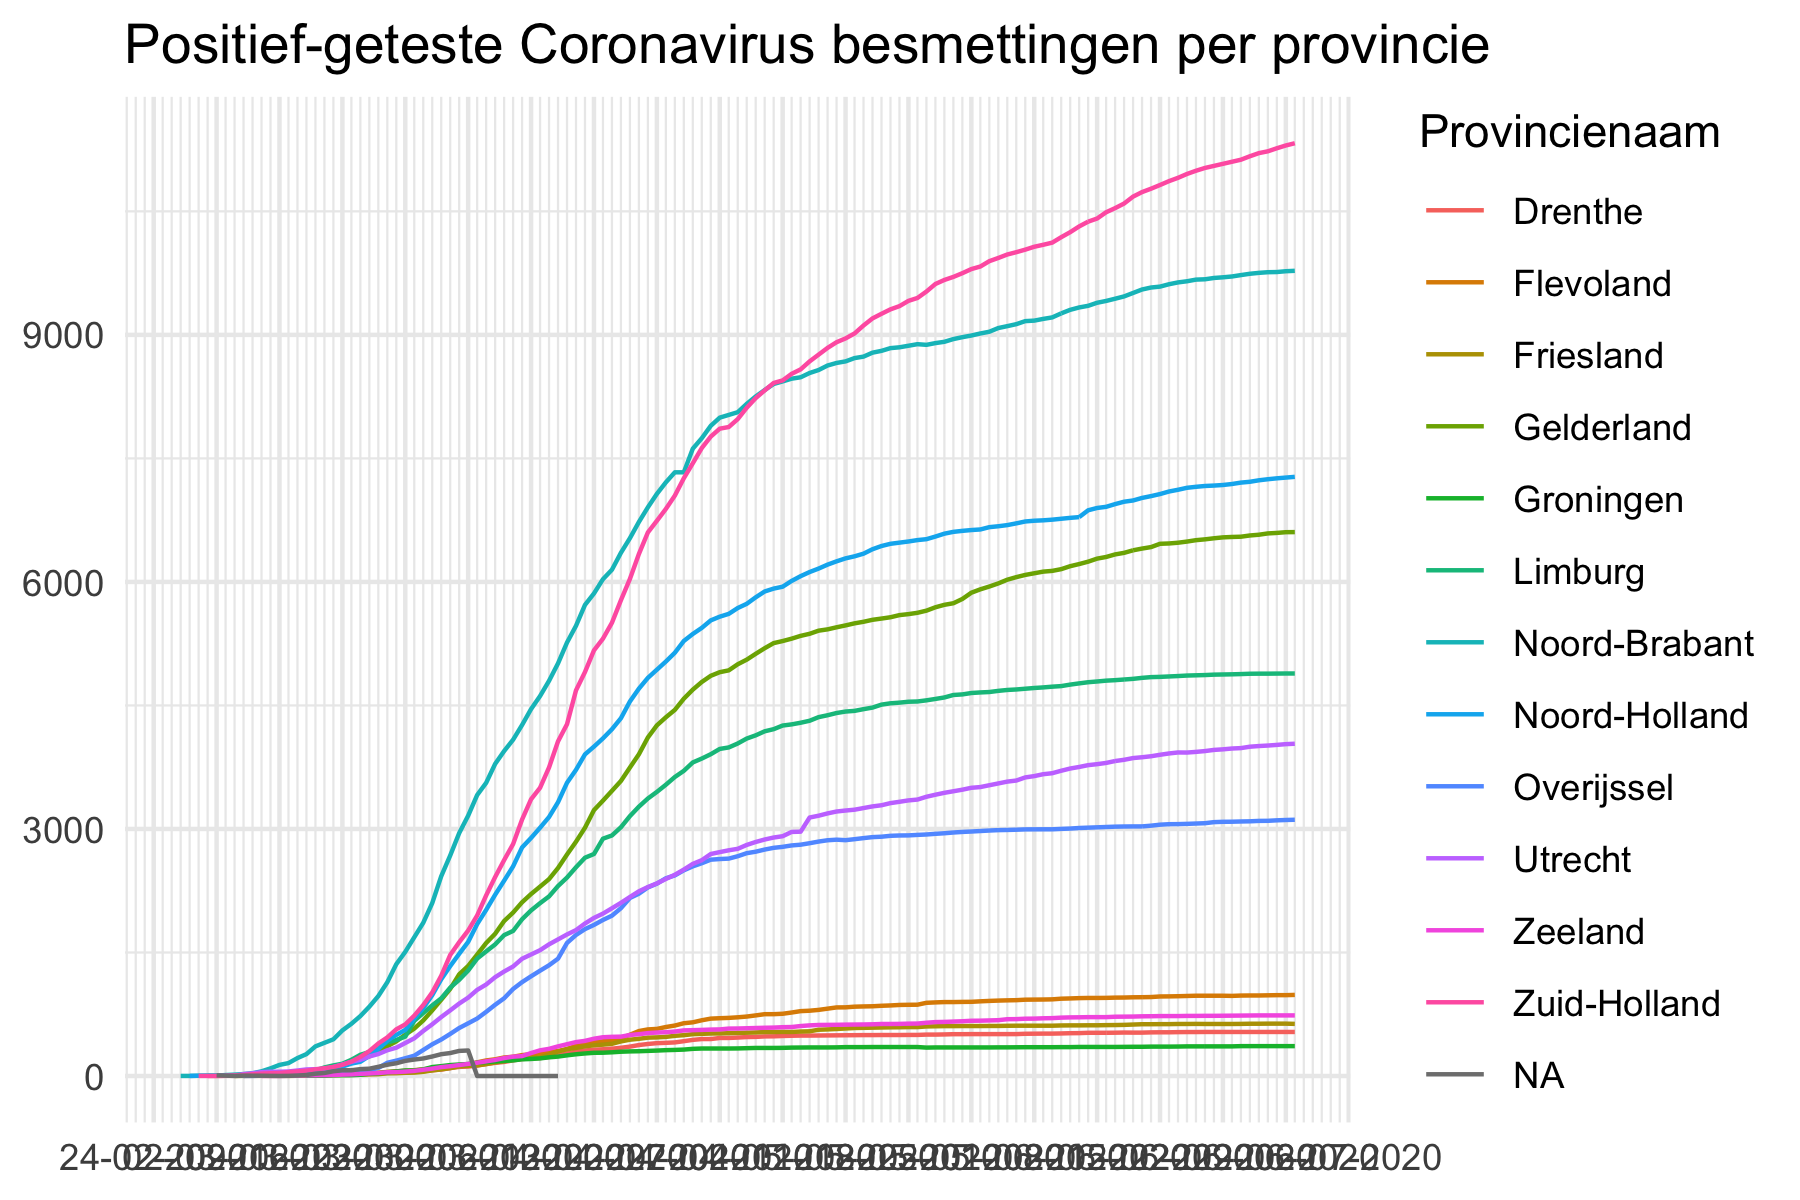 Positief-geteste Coronavirus besmettingen per provincie
Provincienaam
Drenthe
Flevoland
Friesland
Gelderland
Groningen
Limburg
Noord-Brabant
Noord-Holland
Overijssel
Utrecht
Zeeland
Zuid-Holland
NA
9000
6000
3000
0